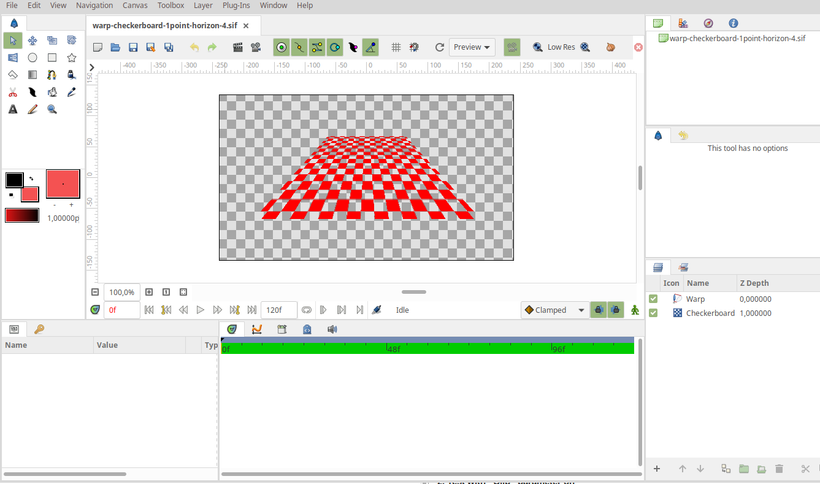 File Edit View Navigation Canvas Toolbox Layer Plug-Ins Window Help
warp-checkerboard-1point-horizon-4.sif
Preview
Low Res
-400 -350 -300 -250 -200 -150 -100 -50 0 50 100 150 200 250 300 350 400
warp-checkerboard-1point-horizon-4.sif
This tool has no options
1,00000p
100,0%
0f
120f
Idle
Clamped
Name Value Typ
0f 48f 96f
Icon Name Z Depth
Warp 0,000000
Checkerboard 1,000000